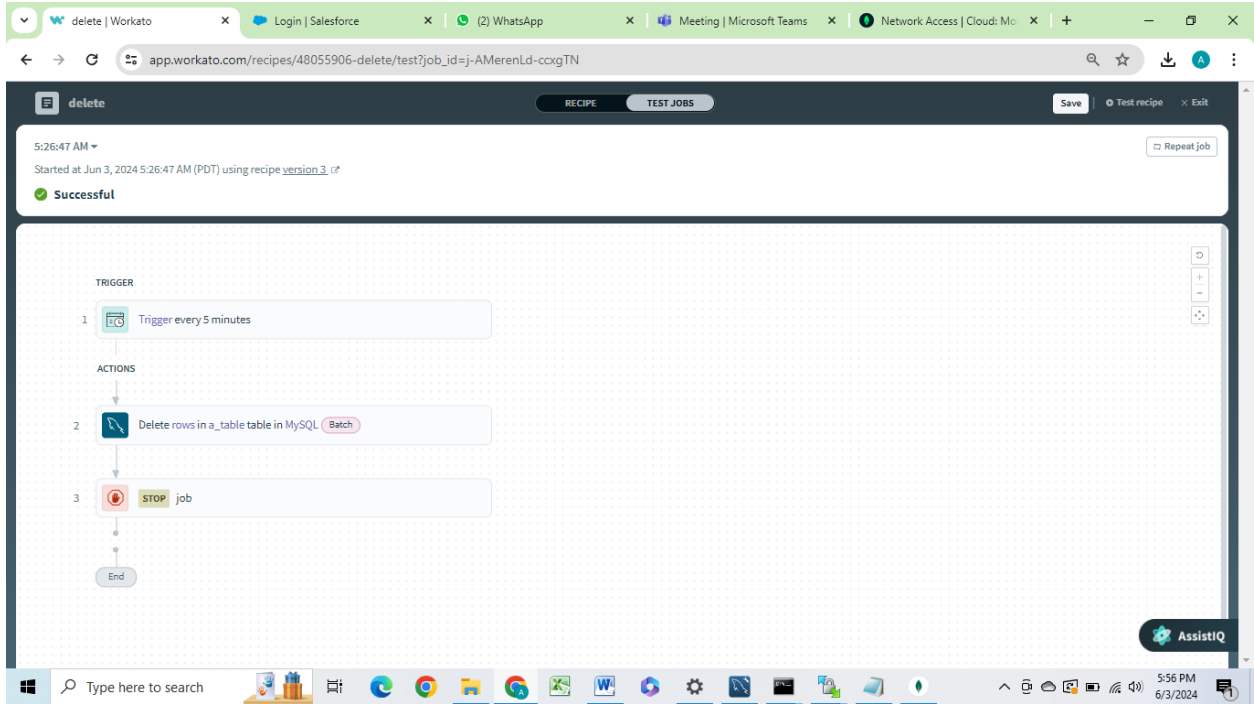 delete | Workato
Login | Salesforce
(2) WhatsApp
Meeting | Microsoft Teams
Network Access | Cloud: Mo
app.workato.com/recipes/48055906-delete/test?job_id=j-AMerenLd-ccxgTN
A
delete
RECIPE
TEST JOBS
Save
Test recipe
Exit
5:26:47 AM
Repeat job
Started at Jun 3, 2024 5:26:47 AM (PDT) using recipe version 3
Successful
TRIGGER
1 Trigger every 5 minutes
ACTIONS
2 Delete rows in a_table table in MySQL Batch
3 STOP job
End
AssistIQ
Type here to search
5:56 PM
6/3/2024
1